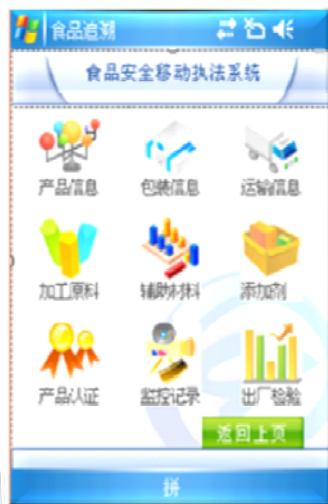 食品追溯
食品安全移动执法系统
产品信息 包装信息 运输信息
加工原料 辅助材料 添加剂
产品认证 监控记录 出厂检验
返回上页
拼